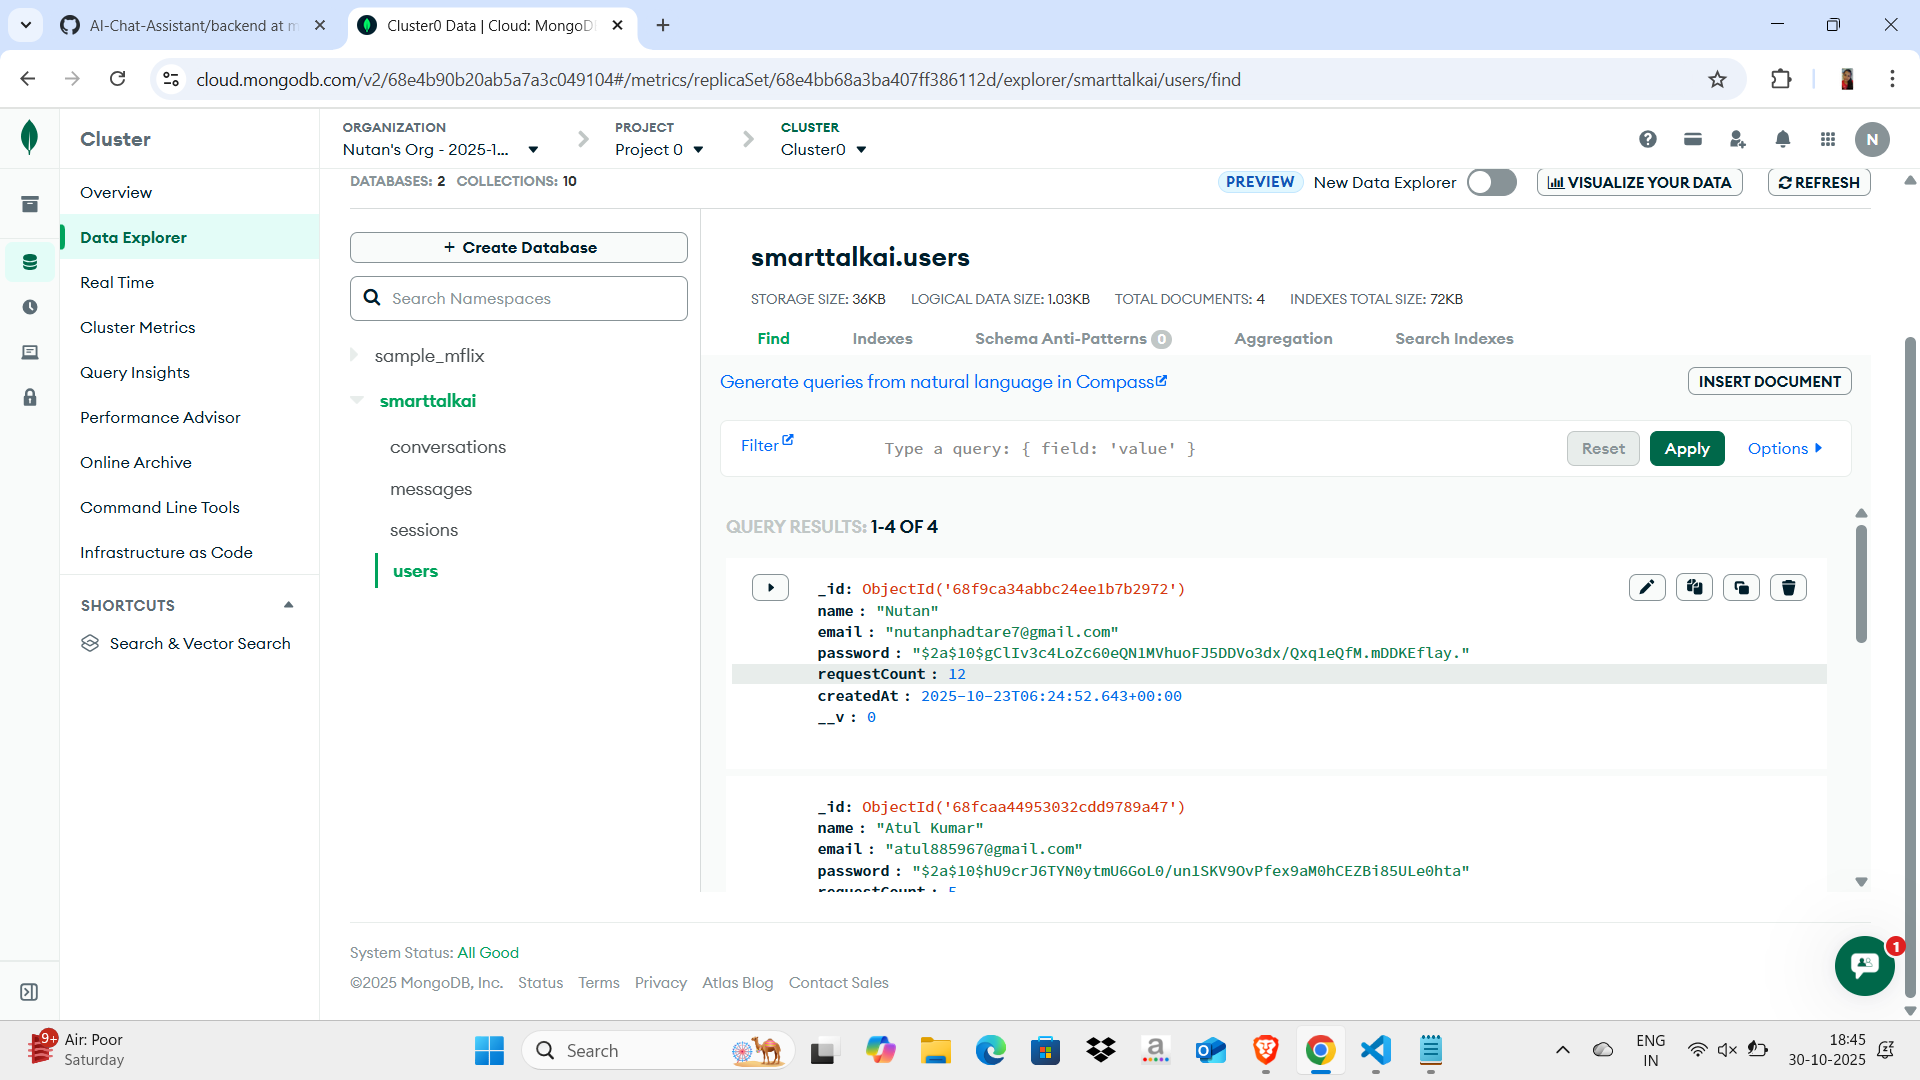 AI-Chat-Assistant/backend at m
Cluster0 Data | Cloud: MongoD
cloud.mongodb.com/v2/68e4b90b20ab5a7a3c049104#/metrics/replicaSet/68e4bb68a3ba407ff386112d/explorer/smarttalkai/users/find
Cluster
ORGANIZATION
Nutan's Org - 2025-1...
PROJECT
Project 0
CLUSTER
Cluster0
N
Overview
Data Explorer
Real Time
Cluster Metrics
Query Insights
Performance Advisor
Online Archive
Command Line Tools
Infrastructure as Code
SHORTCUTS
Search & Vector Search
DATABASES: 2 COLLECTIONS: 10
PREVIEW New Data Explorer
VISUALIZE YOUR DATA
REFRESH
+ Create Database
Search Namespaces
sample_mflix
smarttalkai
conversations
messages
sessions
users
smarttalkai.users
STORAGE SIZE: 36KB LOGICAL DATA SIZE: 1.03KB TOTAL DOCUMENTS: 4 INDEXES TOTAL SIZE: 72KB
Find Indexes Schema Anti-Patterns 0 Aggregation Search Indexes
Generate queries from natural language in Compass
INSERT DOCUMENT
Filter
Type a query: { field: 'value' }
Reset Apply Options
QUERY RESULTS: 1-4 OF 4
_id: ObjectId('68f9ca34abbc24ee1b7b2972')
name : "Nutan"
email : "nutanphadtare7@gmail.com"
password : "$2a$10$gClIv3c4LoZc60eQN1MVhuoFJ5DDVo3dx/Qxq1eQfM.mDDKEflay."
requestCount : 12
createdAt : 2025-10-23T06:24:52.643+00:00
__v : 0
_id: ObjectId('68fcaa44953032cdd9789a47')
name : "Atul Kumar"
email : "atul885967@gmail.com"
password : "$2a$10$hU9crJ6TYN0ytmU6GoL0/un1SKV9OvPfex9aM0hCEZBi85ULe0hta"
requestCount : 5
System Status: All Good
©2025 MongoDB, Inc. Status Terms Privacy Atlas Blog Contact Sales
1
9+
Air: Poor
Saturday
Search
a
ENG
IN
18:45
30-10-2025